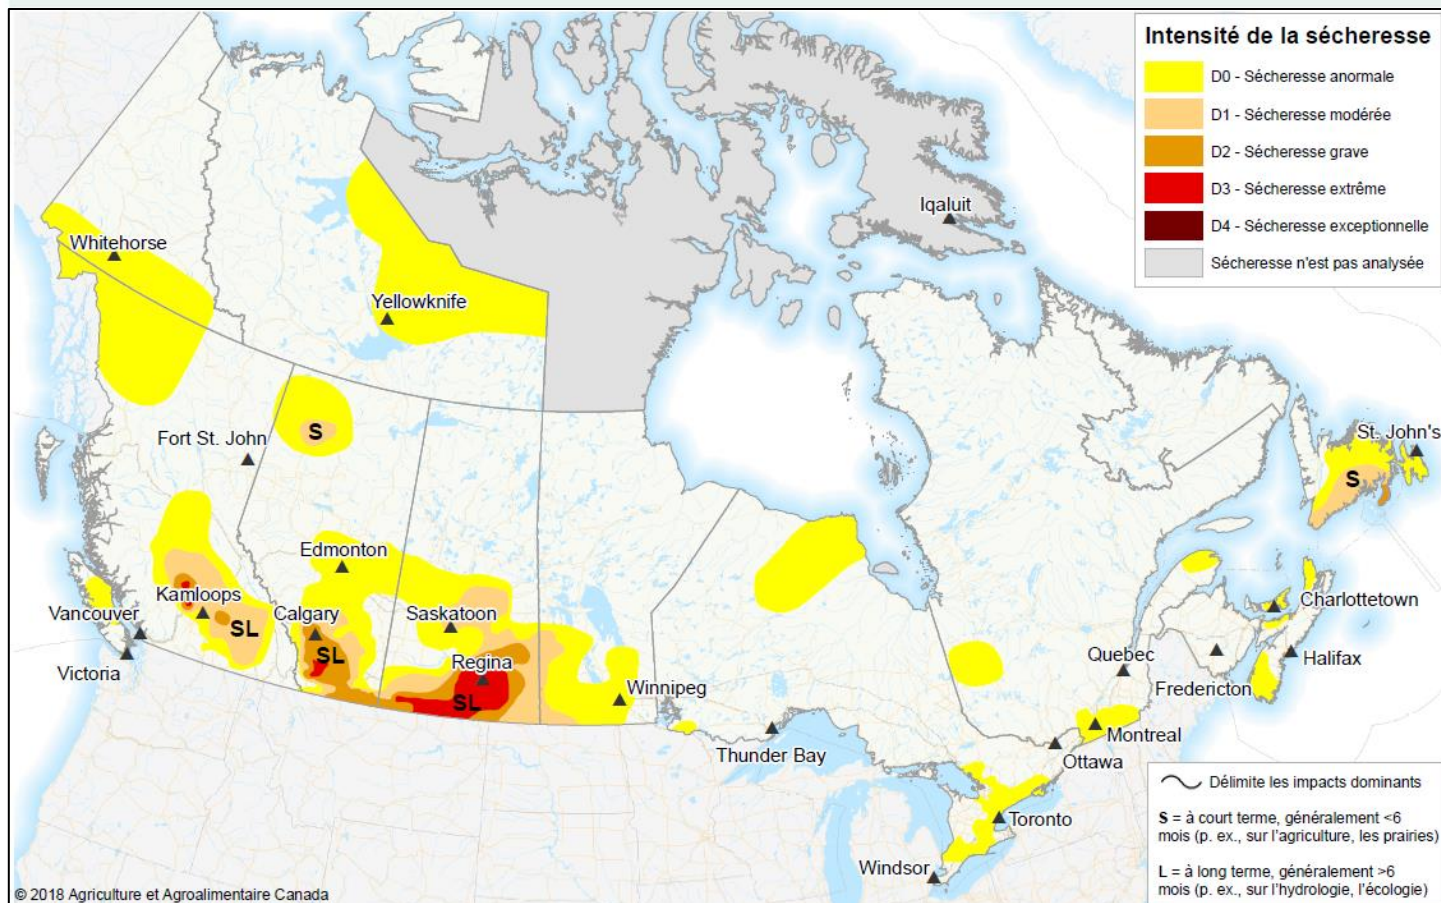 Intensité de la sécheresse
D0 - Sécheresse anormale
D1 - Sécheresse modérée
D2 - Sécheresse grave
D3 - Sécheresse extrême
D4 - Sécheresse exceptionnelle
Sécheresse n'est pas analysée
Iqaluit
Whitehorse
Yellowknife
Fort St. John
S
St. John's
S
Edmonton
Kamloops
Calgary
Saskatoon
Charlottetown
Vancouver
SL
SL
Regina
Quebec
Halifax
Victoria
SL
Winnipeg
Fredericton
Montreal
Thunder Bay
Ottawa
Toronto
Windsor
Délimite les impacts dominants
S = à court terme, généralement <6
mois (p. ex., sur l'agriculture, les prairies)
L = à long terme, généralement >6
mois (p. ex., sur l'hydrologie, l'écologie)
© 2018 Agriculture et Agroalimentaire Canada